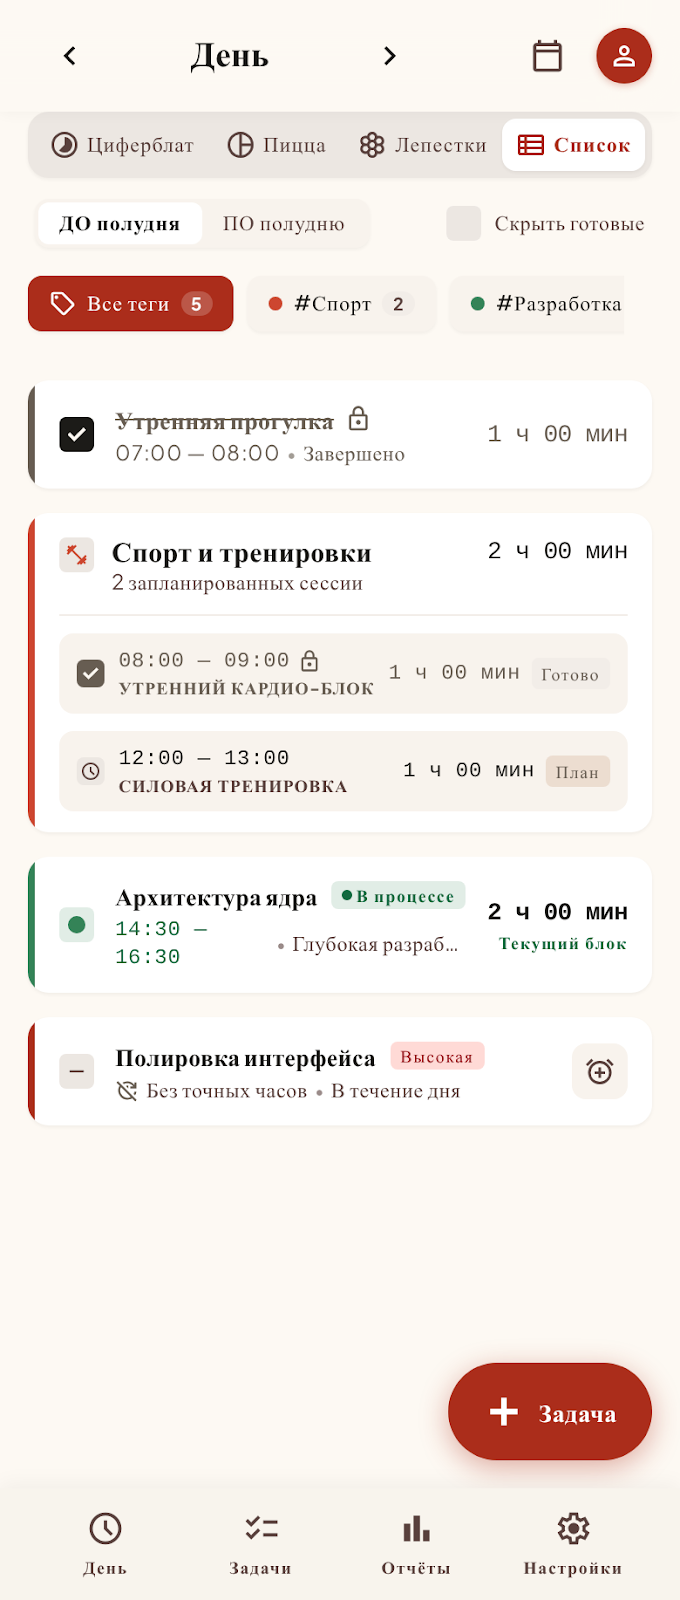 День
Циферблат Пицца Лепестки Список
ДО полудня ПО полудню Скрыть готовые
Все теги 5 #Спорт 2 #Разработка
Утренняя прогулка
07:00 — 08:00 • Завершено
1 ч 00 мин
Спорт и тренировки
2 ч 00 мин
2 запланированных сессии
08:00 — 09:00
УТРЕННИЙ КАРДИО-БЛОК
1 ч 00 мин Готово
12:00 — 13:00
СИЛОВАЯ ТРЕНИРОВКА
1 ч 00 мин План
Архитектура ядра В процессе
14:30 —
16:30
• Глубокая разраб...
2 ч 00 мин
Текущий блок
Полировка интерфейса Высокая
Без точных часов • В течение дня
+ Задача
День Задачи Отчёты Настройки